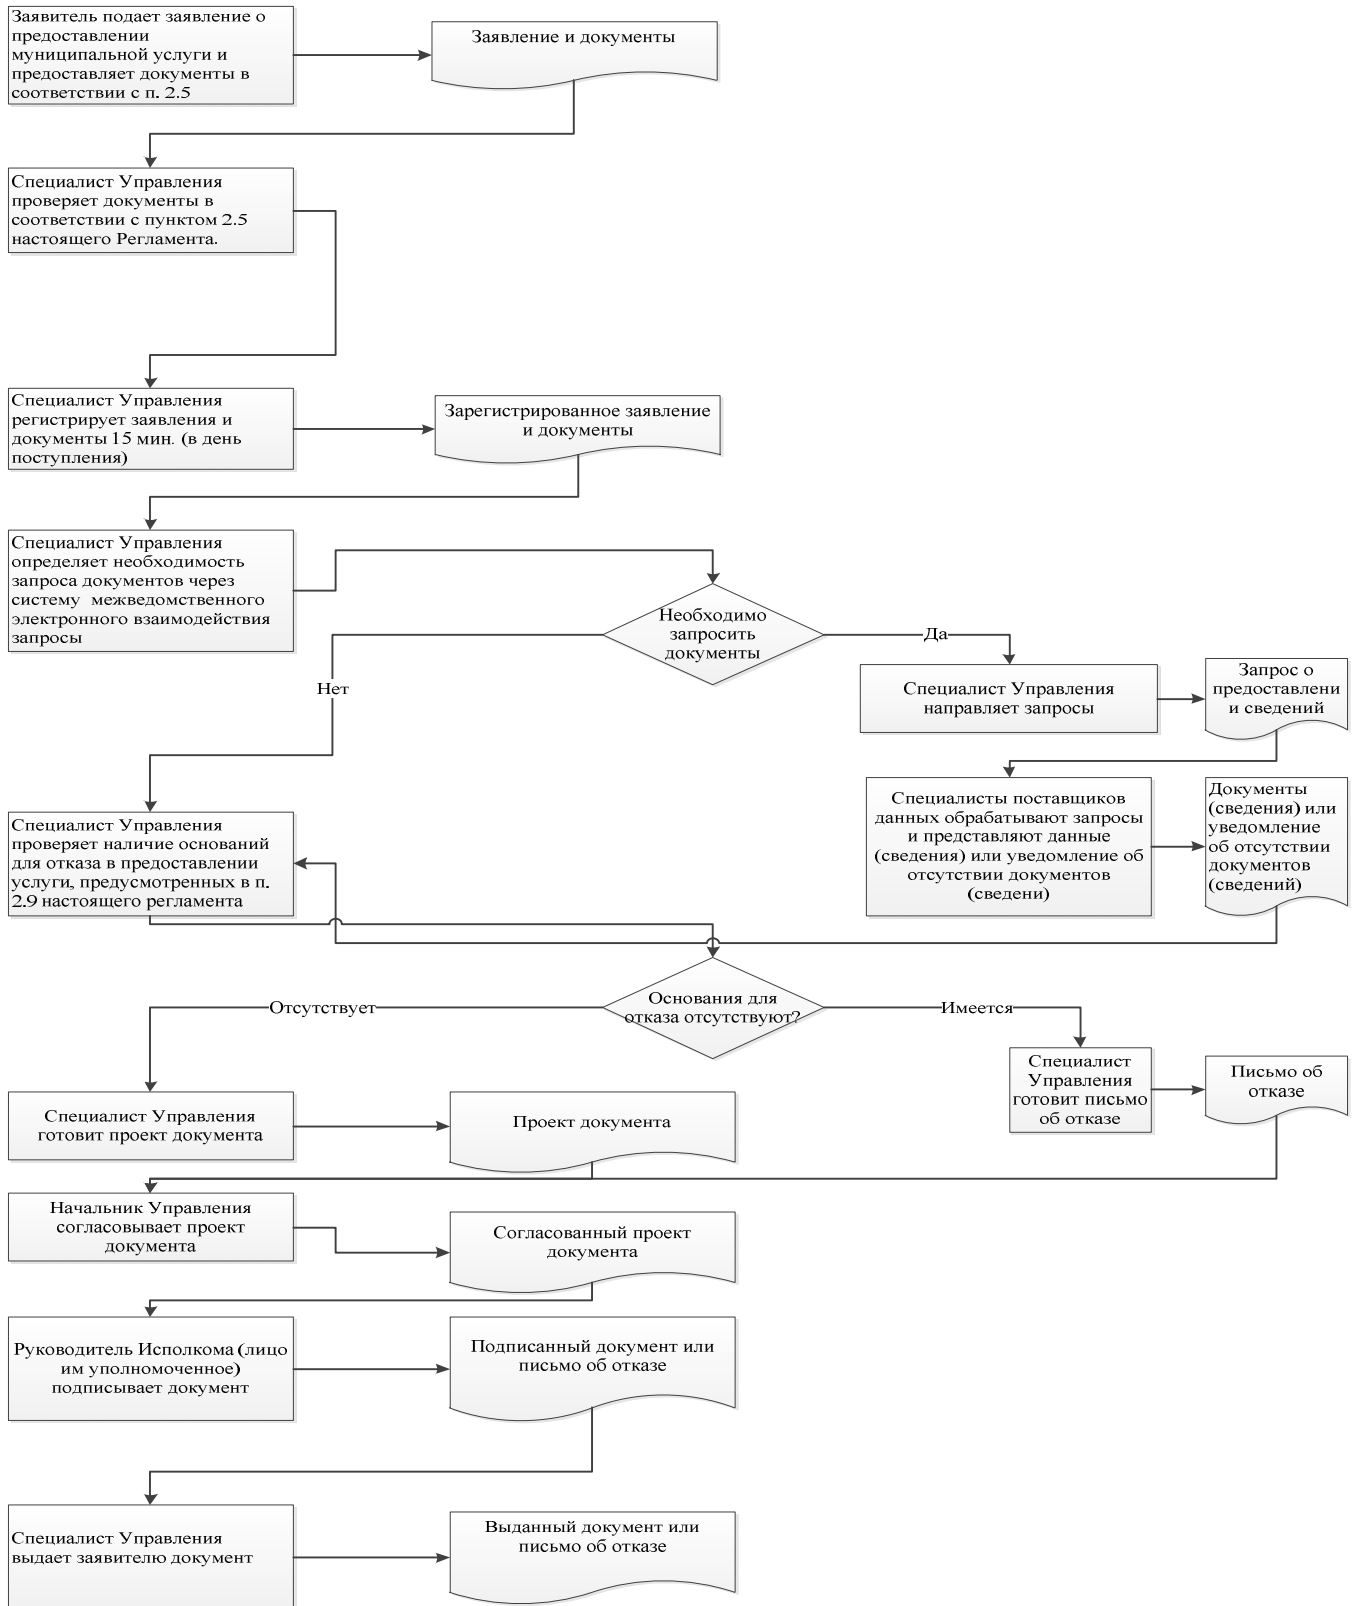 Заявитель подает заявление о
предоставлении
муниципальной услуги и
предоставляет документы в
соответствии с п. 2.5
Заявление и документы
Специалист Управления
проверяет документы в
соответствии с пунктом 2.5
настоящего Регламента.
Специалист Управления
регистрирует заявления и
документы 15 мин. (в день
поступления)
Зарегистрированное заявление
и документы
Специалист Управления
определяет необходимость
запроса документов через
систему межведомственного
электронного взаимодействия
запросы
Необходимо
запросить
документы
Да
Нет
Специалист Управления
направляет запросы
Запрос о
предоставлени
и сведений
Специалисты поставщиков
данных обрабатывают запросы
и представляют данные
(сведения) или уведомление об
отсутствии документов
(сведени)
Документы
(сведения) или
уведомление
об отсутствии
документов
(сведений)
Специалист Управления
проверяет наличие оснований
для отказа в предоставлении
услуги, предусмотренных в п.
2.9 настоящего регламента
Основания для
отказа отсутствуют?
Отсутствует
Имеется
Специалист
Управления
готовит письмо
об отказе
Письмо об
отказе
Специалист Управления
готовит проект документа
Проект документа
Начальник Управления
согласовывает проект
документа
Согласованный проект
документа
Руководитель Исполкома (лицо
им уполномоченное)
подписывает документ
Подписанный документ или
письмо об отказе
Специалист Управления
выдает заявителю документ
Выданный документ или
письмо об отказе